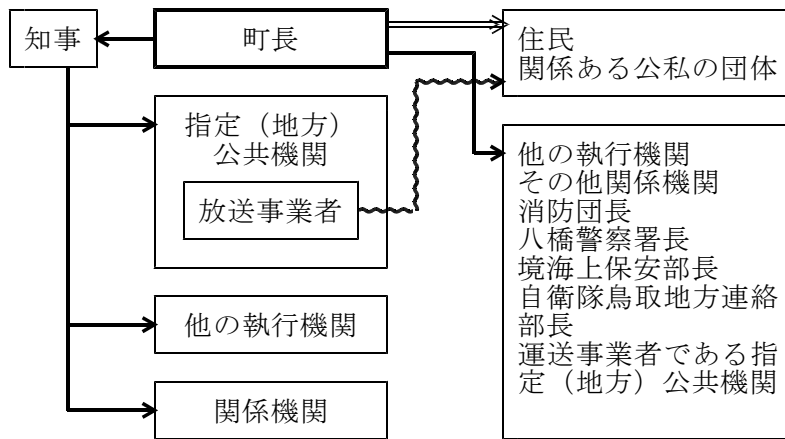 知事
町長
住民
関係ある公私の団体
指定（地方）
公共機関
放送事業者
他の執行機関
その他関係機関
消防団長
八橋警察署長
境海上保安部長
自衛隊鳥取地方連絡
部長
運送事業者である指
定（地方）公共機関
他の執行機関
関係機関